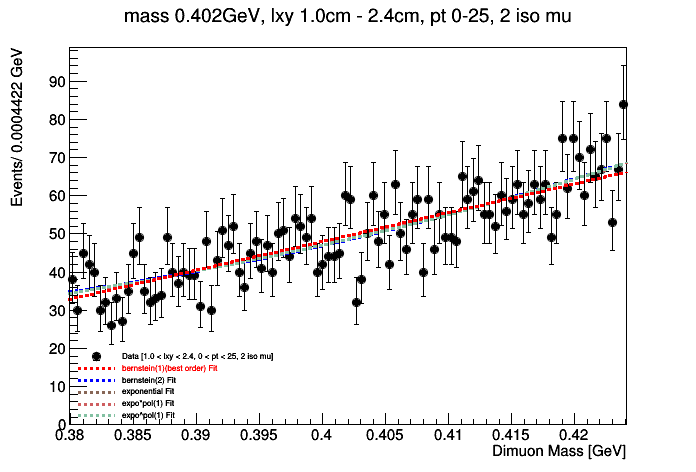 mass 0.402GeV, lxy 1.0cm - 2.4cm, pt 0-25, 2 iso mu
Events/ 0.0004422 GeV
90
80
70
60
50
40
30
20
10
0
Data [1.0 < lxy < 2.4, 0 < pt < 25, 2 iso mu]
bernstein(1)(best order) Fit
bernstein(2) Fit
exponential Fit
expo*pol(1) Fit
expo^pol(1) Fit
0.38 0.385 0.39 0.395 0.4 0.405 0.41 0.415 0.42
Dimuon Mass [GeV]